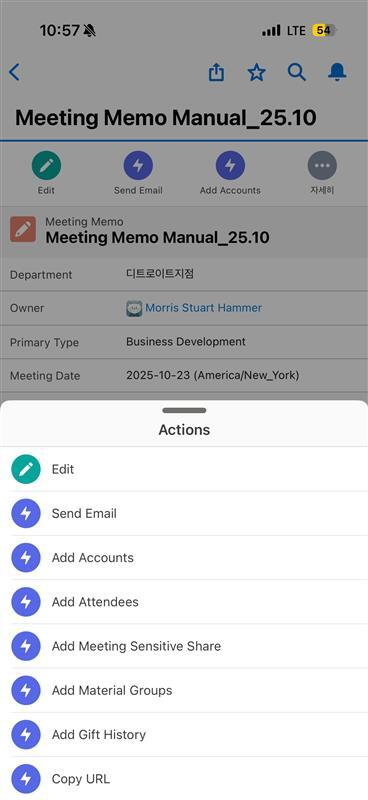 10:57 LTE 54
Meeting Memo Manual_25.10
Edit Send Email Add Accounts 자세히
Meeting Memo
Meeting Memo Manual_25.10
Department 디트로이트지점
Owner Morris Stuart Hammer
Primary Type Business Development
Meeting Date 2025-10-23 (America/New_York)
Actions
Edit
Send Email
Add Accounts
Add Attendees
Add Meeting Sensitive Share
Add Material Groups
Add Gift History
Copy URL